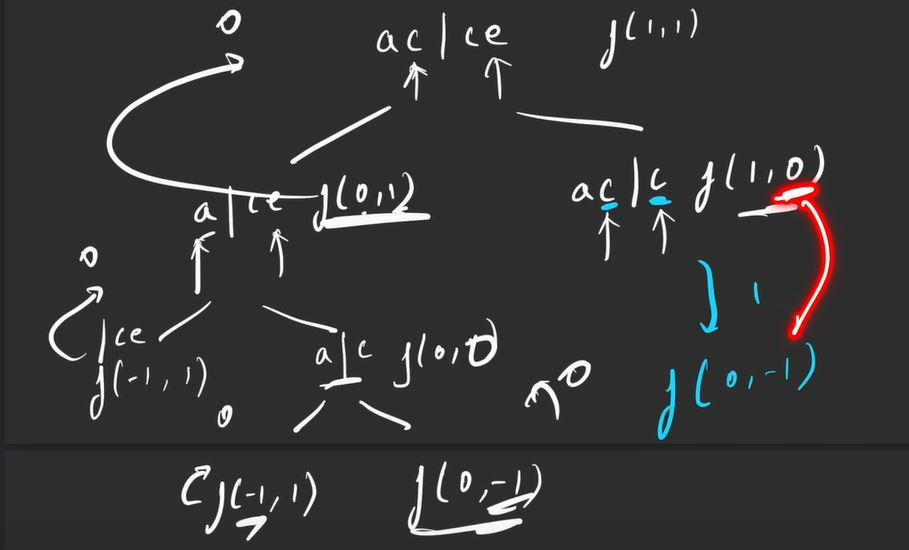 0
ac|ce f(1,1)
a|ce f(0,1)
ac|c f(1,0)
0
|ce
f(-1,1)
a|c f(0,0)
1
0
0
f(0,-1)
f(-1,1) f(0,-1)